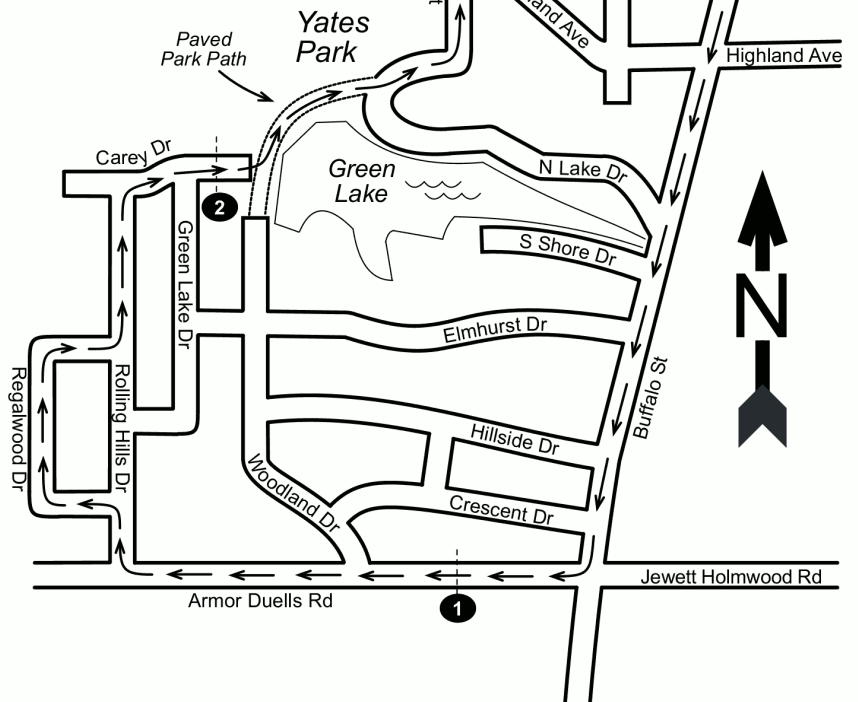 Yates
Park
Paved
Park Path
Highland Ave
Carey Dr
Green
Lake
N Lake Dr
2
S Shore Dr
Green Lake Dr
N
Elmhurst Dr
Buffalo St
Regalwood Dr
Rolling Hills Dr
Hillside Dr
Woodland Dr
Crescent Dr
Jewett Holmwood Rd
Armor Duells Rd
1